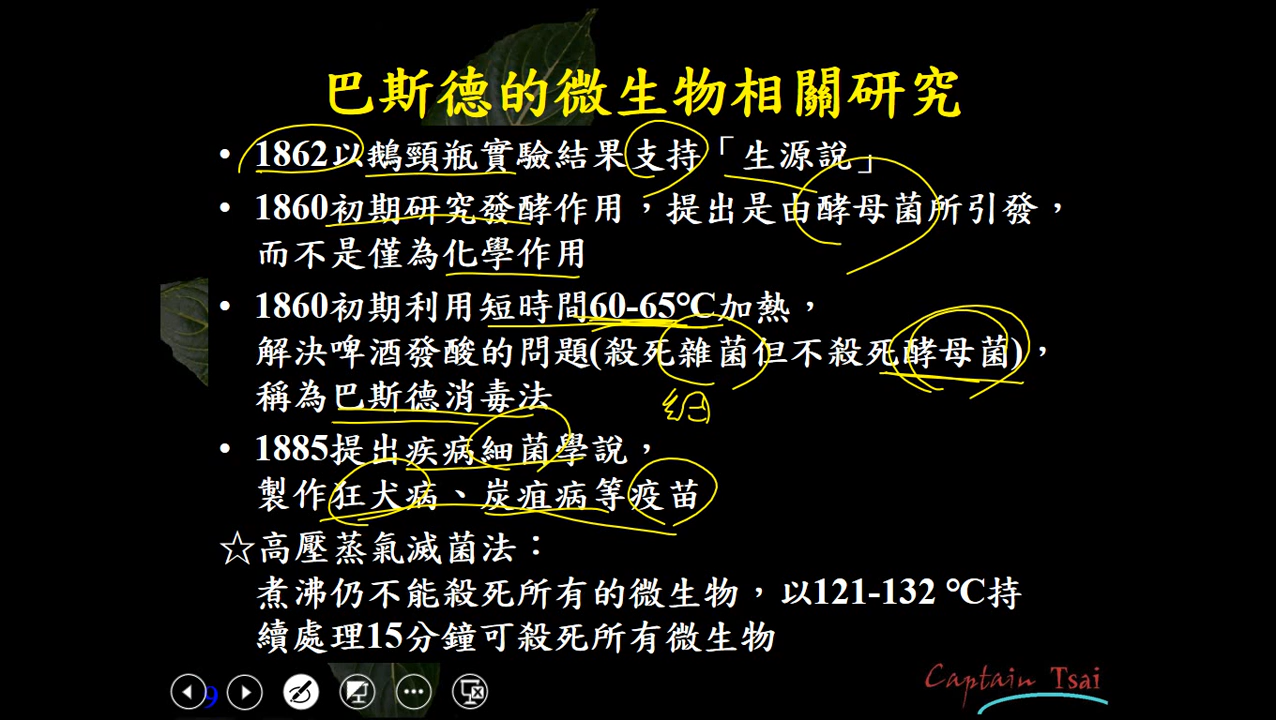 巴斯德的微生物相關研究
• 1862以鵝頸瓶實驗結果支持「生源說」
• 1860初期研究發酵作用，提出是由酵母菌所引發，
而不是僅為化學作用
• 1860初期利用短時間60-65℃加熱，
解決啤酒發酸的問題(殺死雜菌但不殺死酵母菌)，
稱為巴斯德消毒法
• 1885提出疾病細菌學說，
製作狂犬病、炭疽病等疫苗
☆高壓蒸氣滅菌法：
煮沸仍不能殺死所有的微生物，以121-132 ℃持
續處理15分鐘可殺死所有微生物
9
Captain Tsai